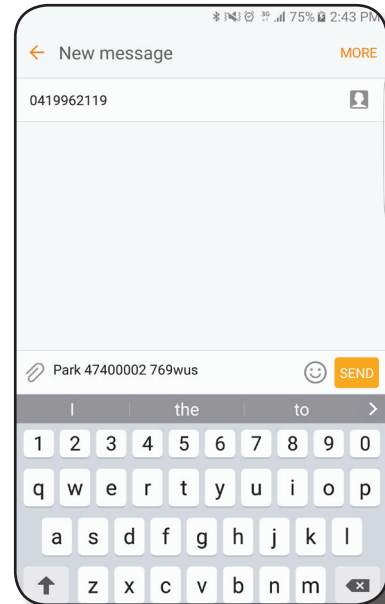 75% 2:43 PM
New message MORE
0419962119
Park 47400002 769wus SEND
I the to
1 2 3 4 5 6 7 8 9 0
q w e r t y u i o p
a s d f g h j k l
z x c v b n m